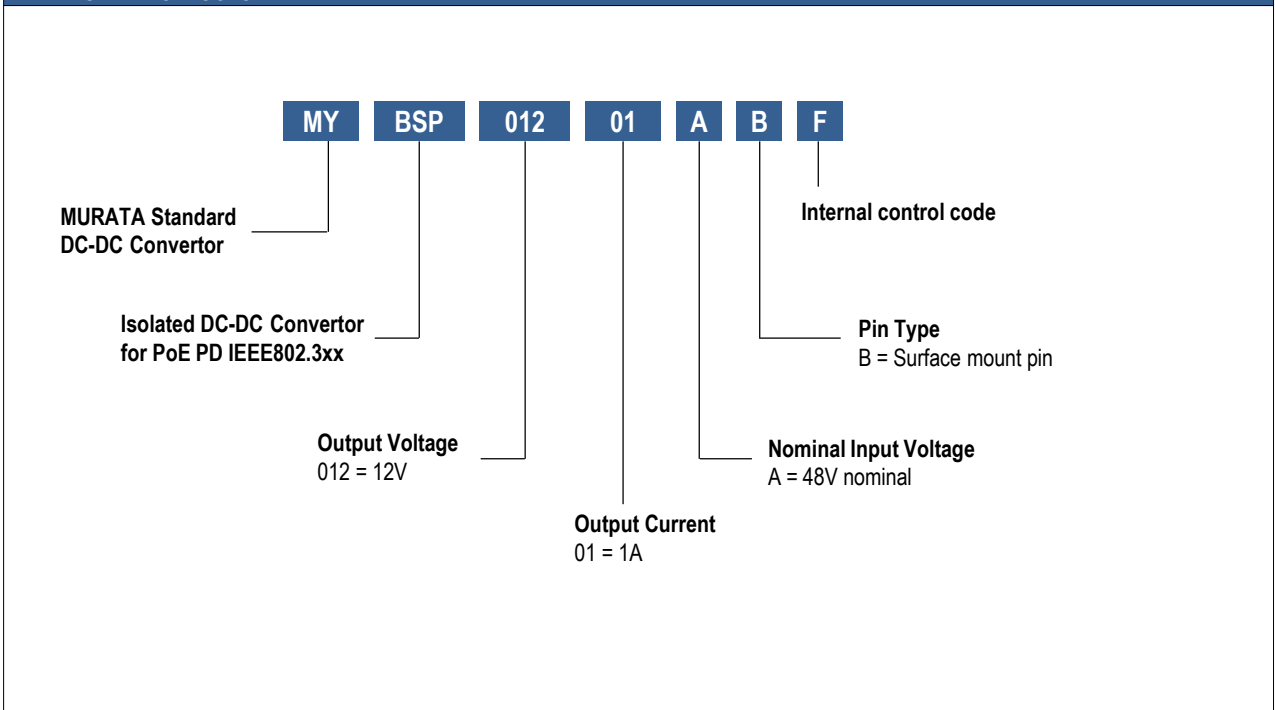 MY BSP 012 01 A B F
MURATA Standard
DC-DC Convertor
Internal control code
Isolated DC-DC Convertor
for PoE PD IEEE802.3xx
Pin Type
B = Surface mount pin
Output Voltage
012 = 12V
Nominal Input Voltage
A = 48V nominal
Output Current
01 = 1A